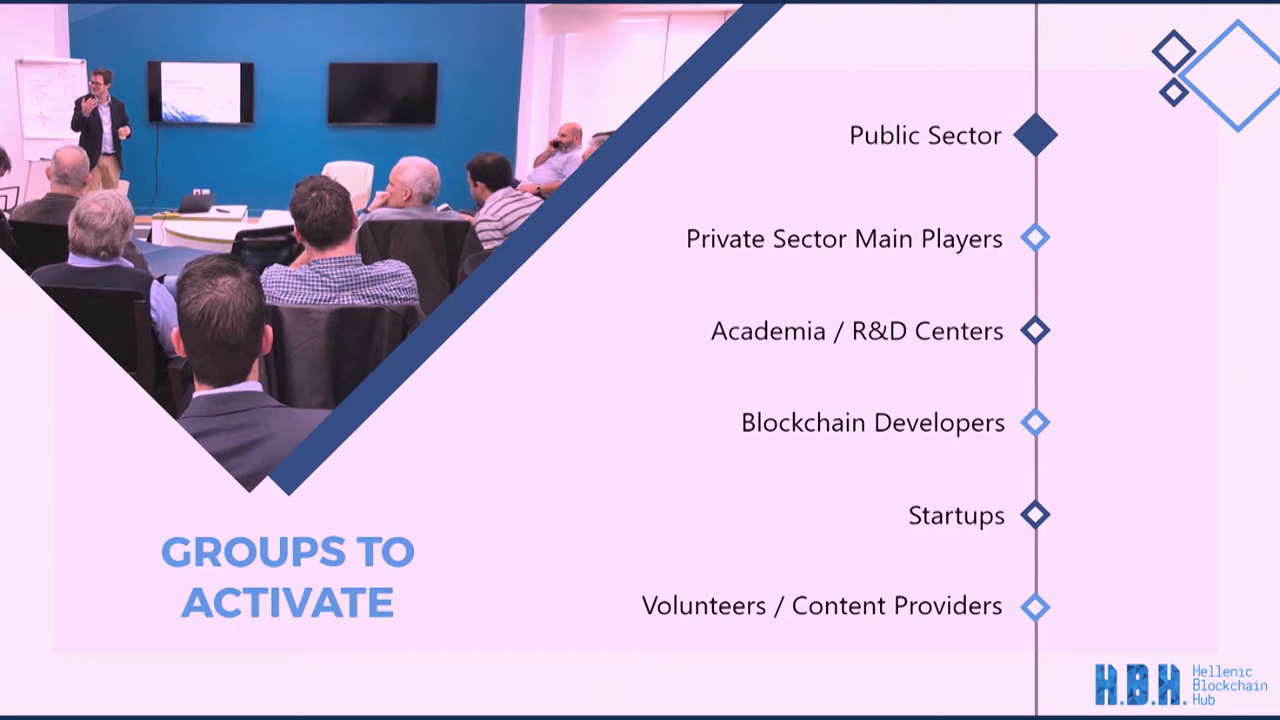 GROUPS TO
ACTIVATE
Public Sector
Private Sector Main Players
Academia / R&D Centers
Blockchain Developers
Startups
Volunteers / Content Providers
H.B.H.
Hellenic
Blockchain
Hub